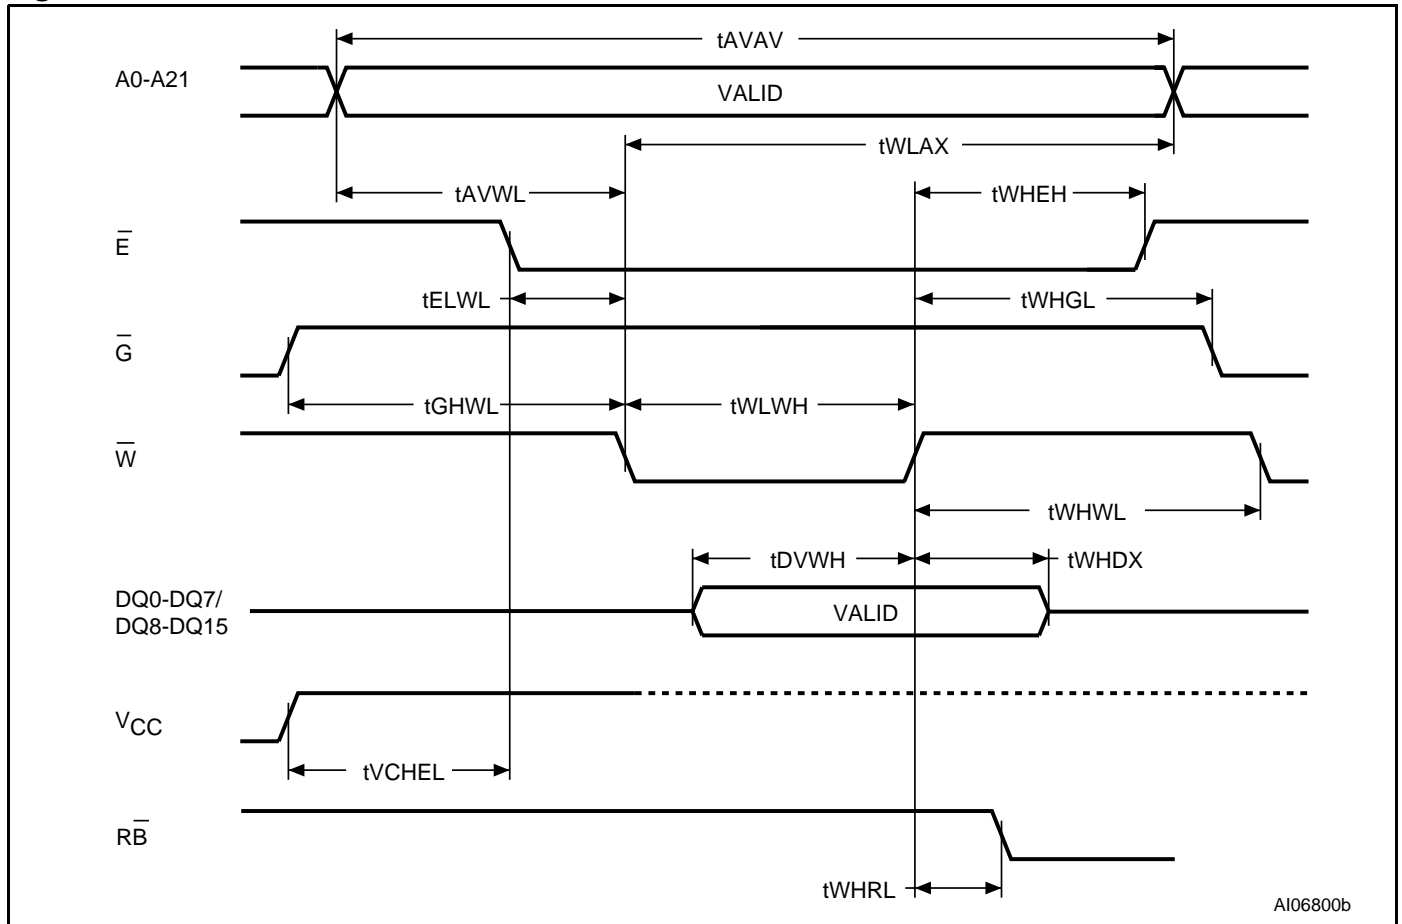 tAVAV
A0-A21
VALID
tWLAX
tAVWL
tWHEH
E̅
tELWL
tWHGL
G̅
tGHWL
tWLWH
W̅
tWHWL
tDVWH
tWHDX
DQ0-DQ7/
DQ8-DQ15
VALID
VCC
tVCHEL
RB̅
tWHRL
AI06800b